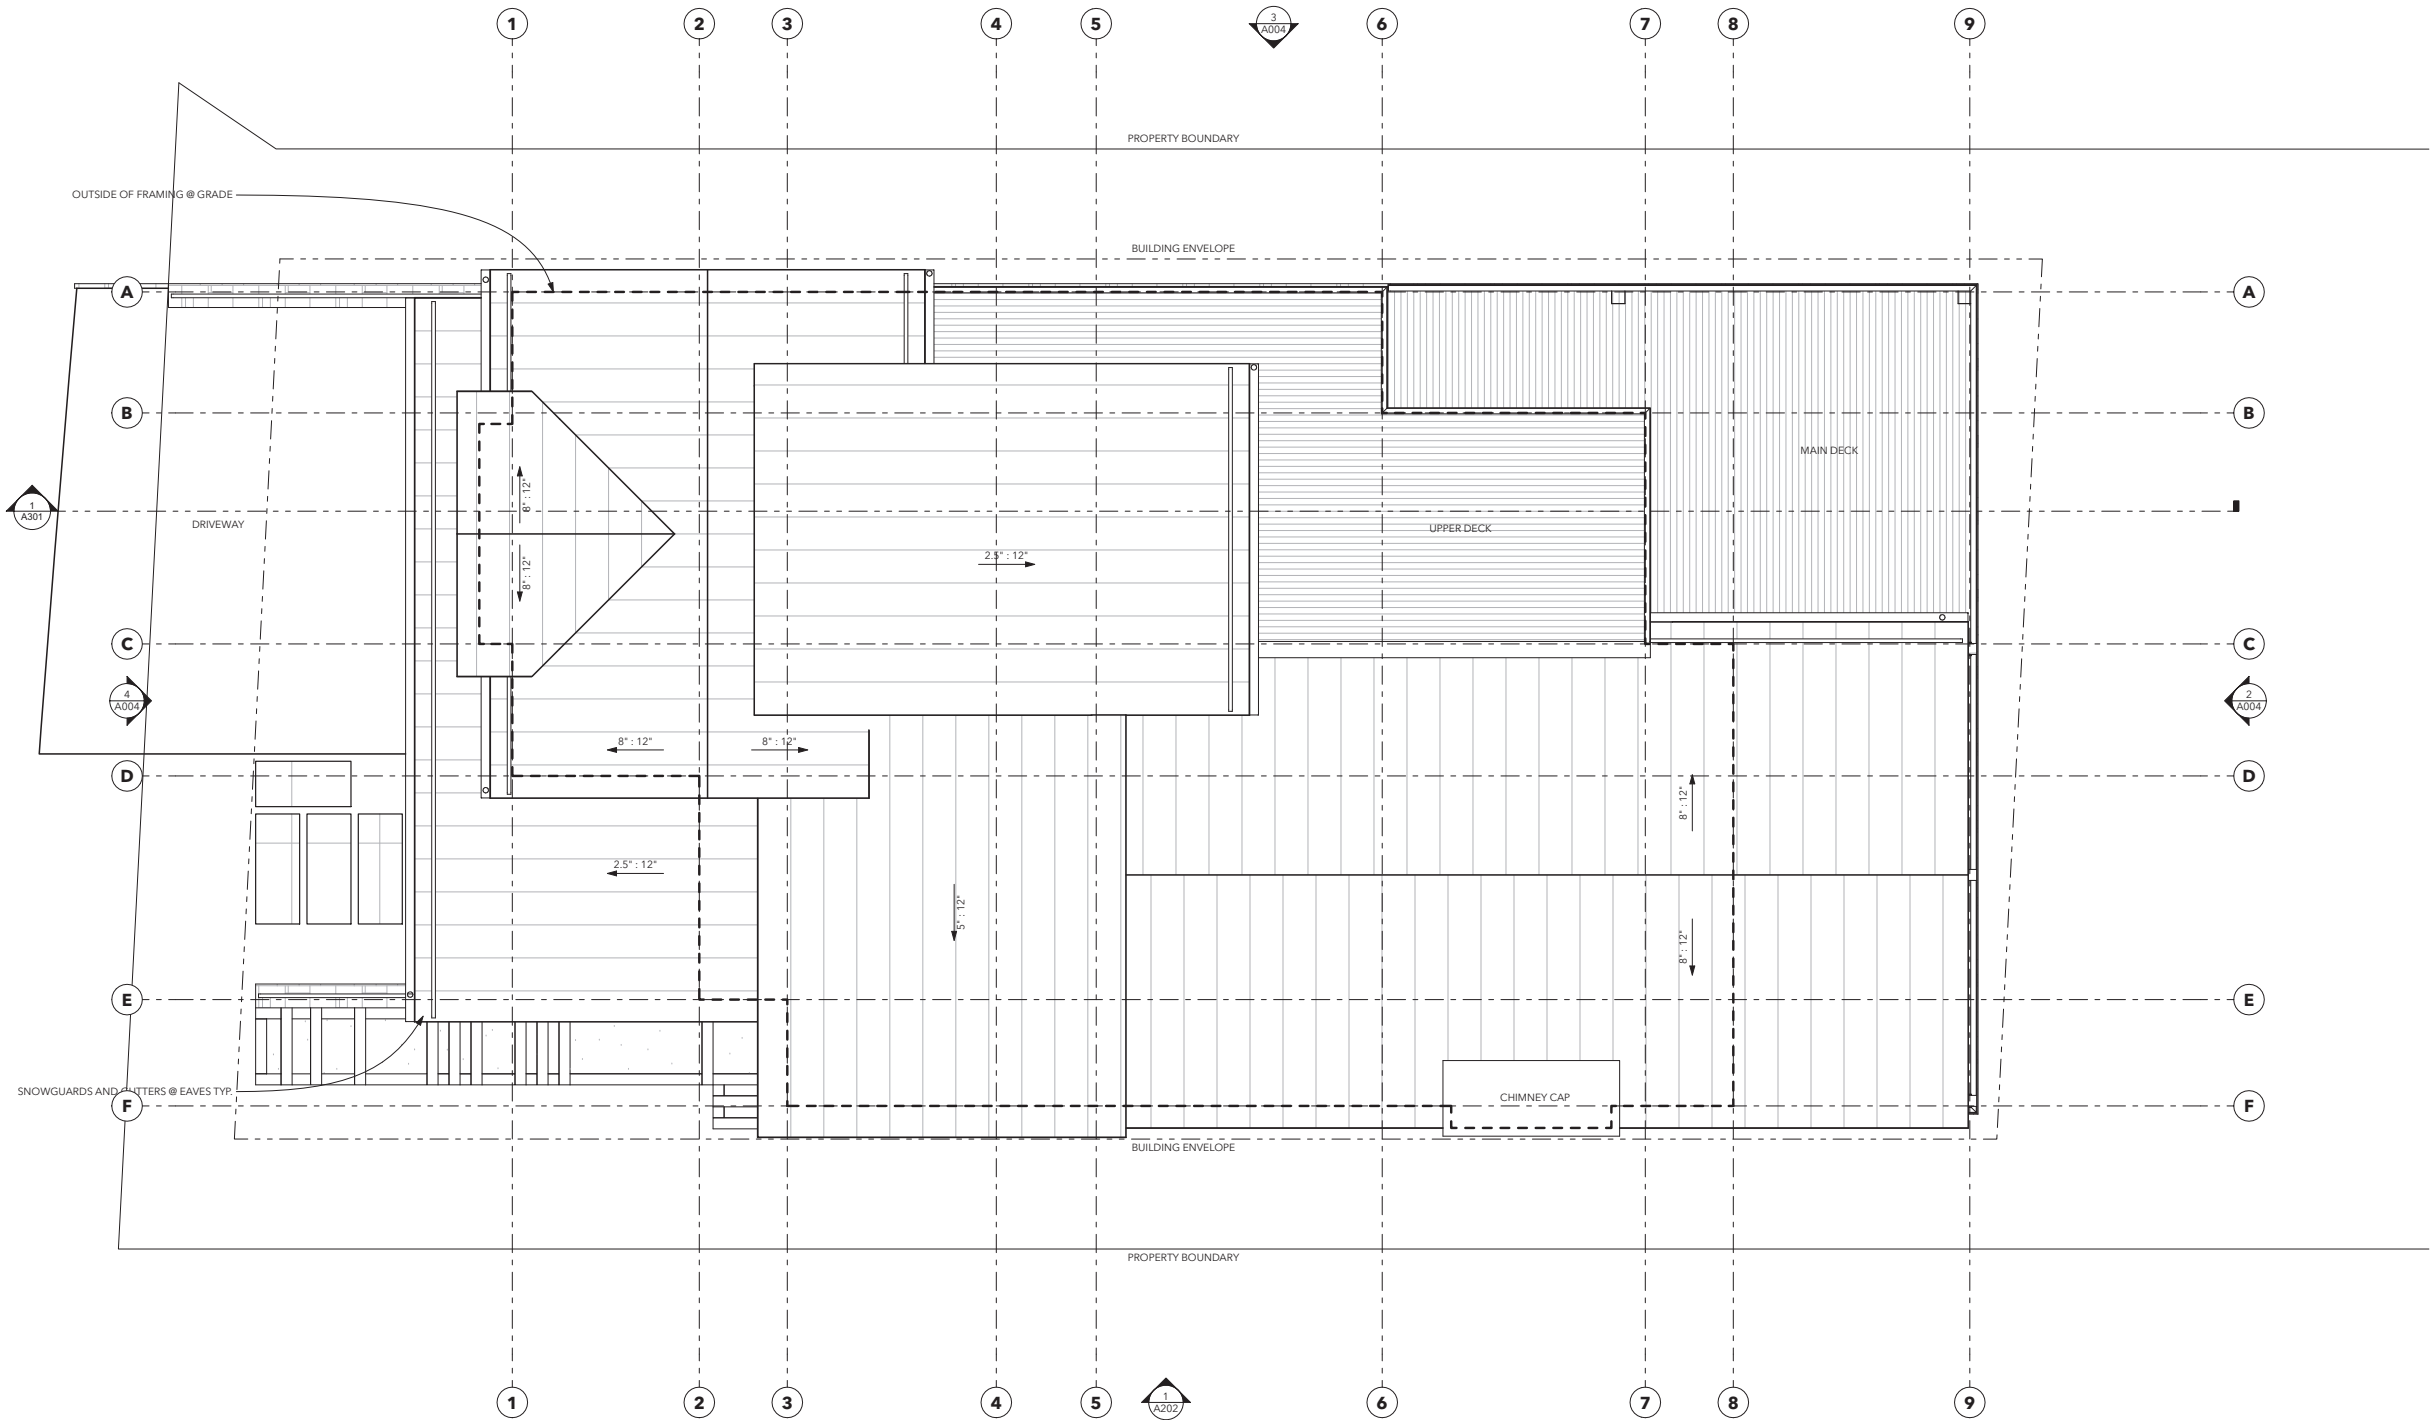 1 2 3 4 5 6 7 8 9
3
A004
PROPERTY BOUNDARY
OUTSIDE OF FRAMING @ GRADE
BUILDING ENVELOPE
A A
B B
MAIN DECK
8" : 12"
1
A301
DRIVEWAY
UPPER DECK
2.5" : 12"
8" : 12"
C C
4
A004
2
A004
8" : 12" 8" : 12"
D D
8" : 12"
2.5" : 12"
5" : 12"
8" : 12"
E E
SNOWGUARDS AND GUTTERS @ EAVES TYP.
CHIMNEY CAP
F F
BUILDING ENVELOPE
PROPERTY BOUNDARY
1
A202
1 2 3 4 5 6 7 8 9